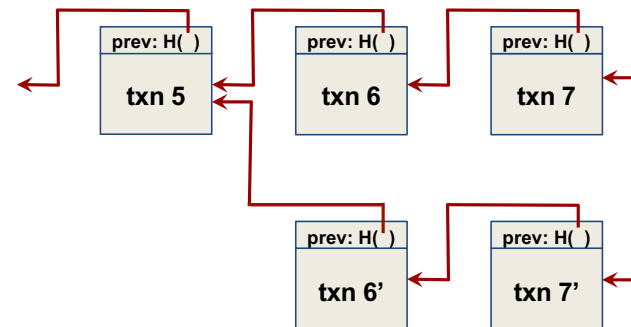 prev: H( )
txn 5
prev: H( )
txn 6
prev: H( )
txn 7
prev: H( )
txn 6’
prev: H( )
txn 7’